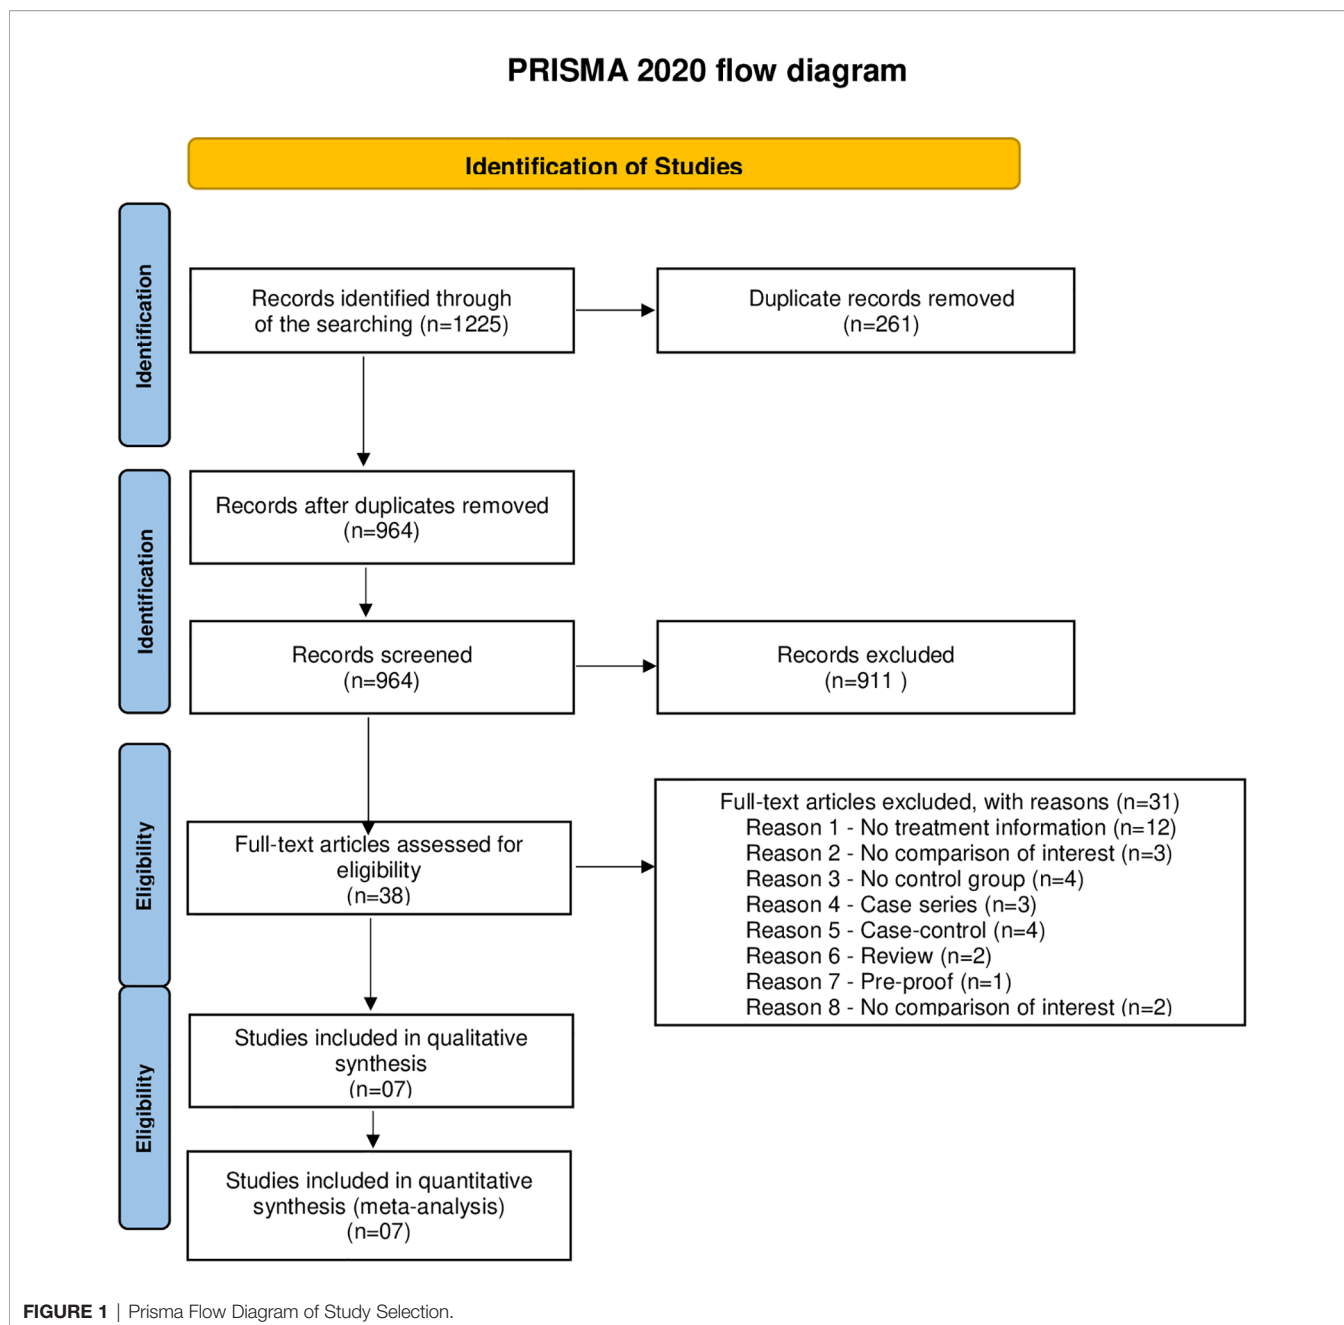 PRISMA 2020 flow diagram
Identification of Studies
Identification
Records identified through
of the searching (n=1225)
Duplicate records removed
(n=261)
Identification
Records after duplicates removed
(n=964)
Records screened
(n=964)
Records excluded
(n=911 )
Eligibility
Full-text articles assessed for
eligibility
(n=38)
Full-text articles excluded, with reasons (n=31)
Reason 1 - No treatment information (n=12)
Reason 2 - No comparison of interest (n=3)
Reason 3 - No control group (n=4)
Reason 4 - Case series (n=3)
Reason 5 - Case-control (n=4)
Reason 6 - Review (n=2)
Reason 7 - Pre-proof (n=1)
Reason 8 - No comparison of interest (n=2)
Eligibility
Studies included in qualitative
synthesis
(n=07)
Studies included in quantitative
synthesis (meta-analysis)
(n=07)
FIGURE 1 | Prisma Flow Diagram of Study Selection.